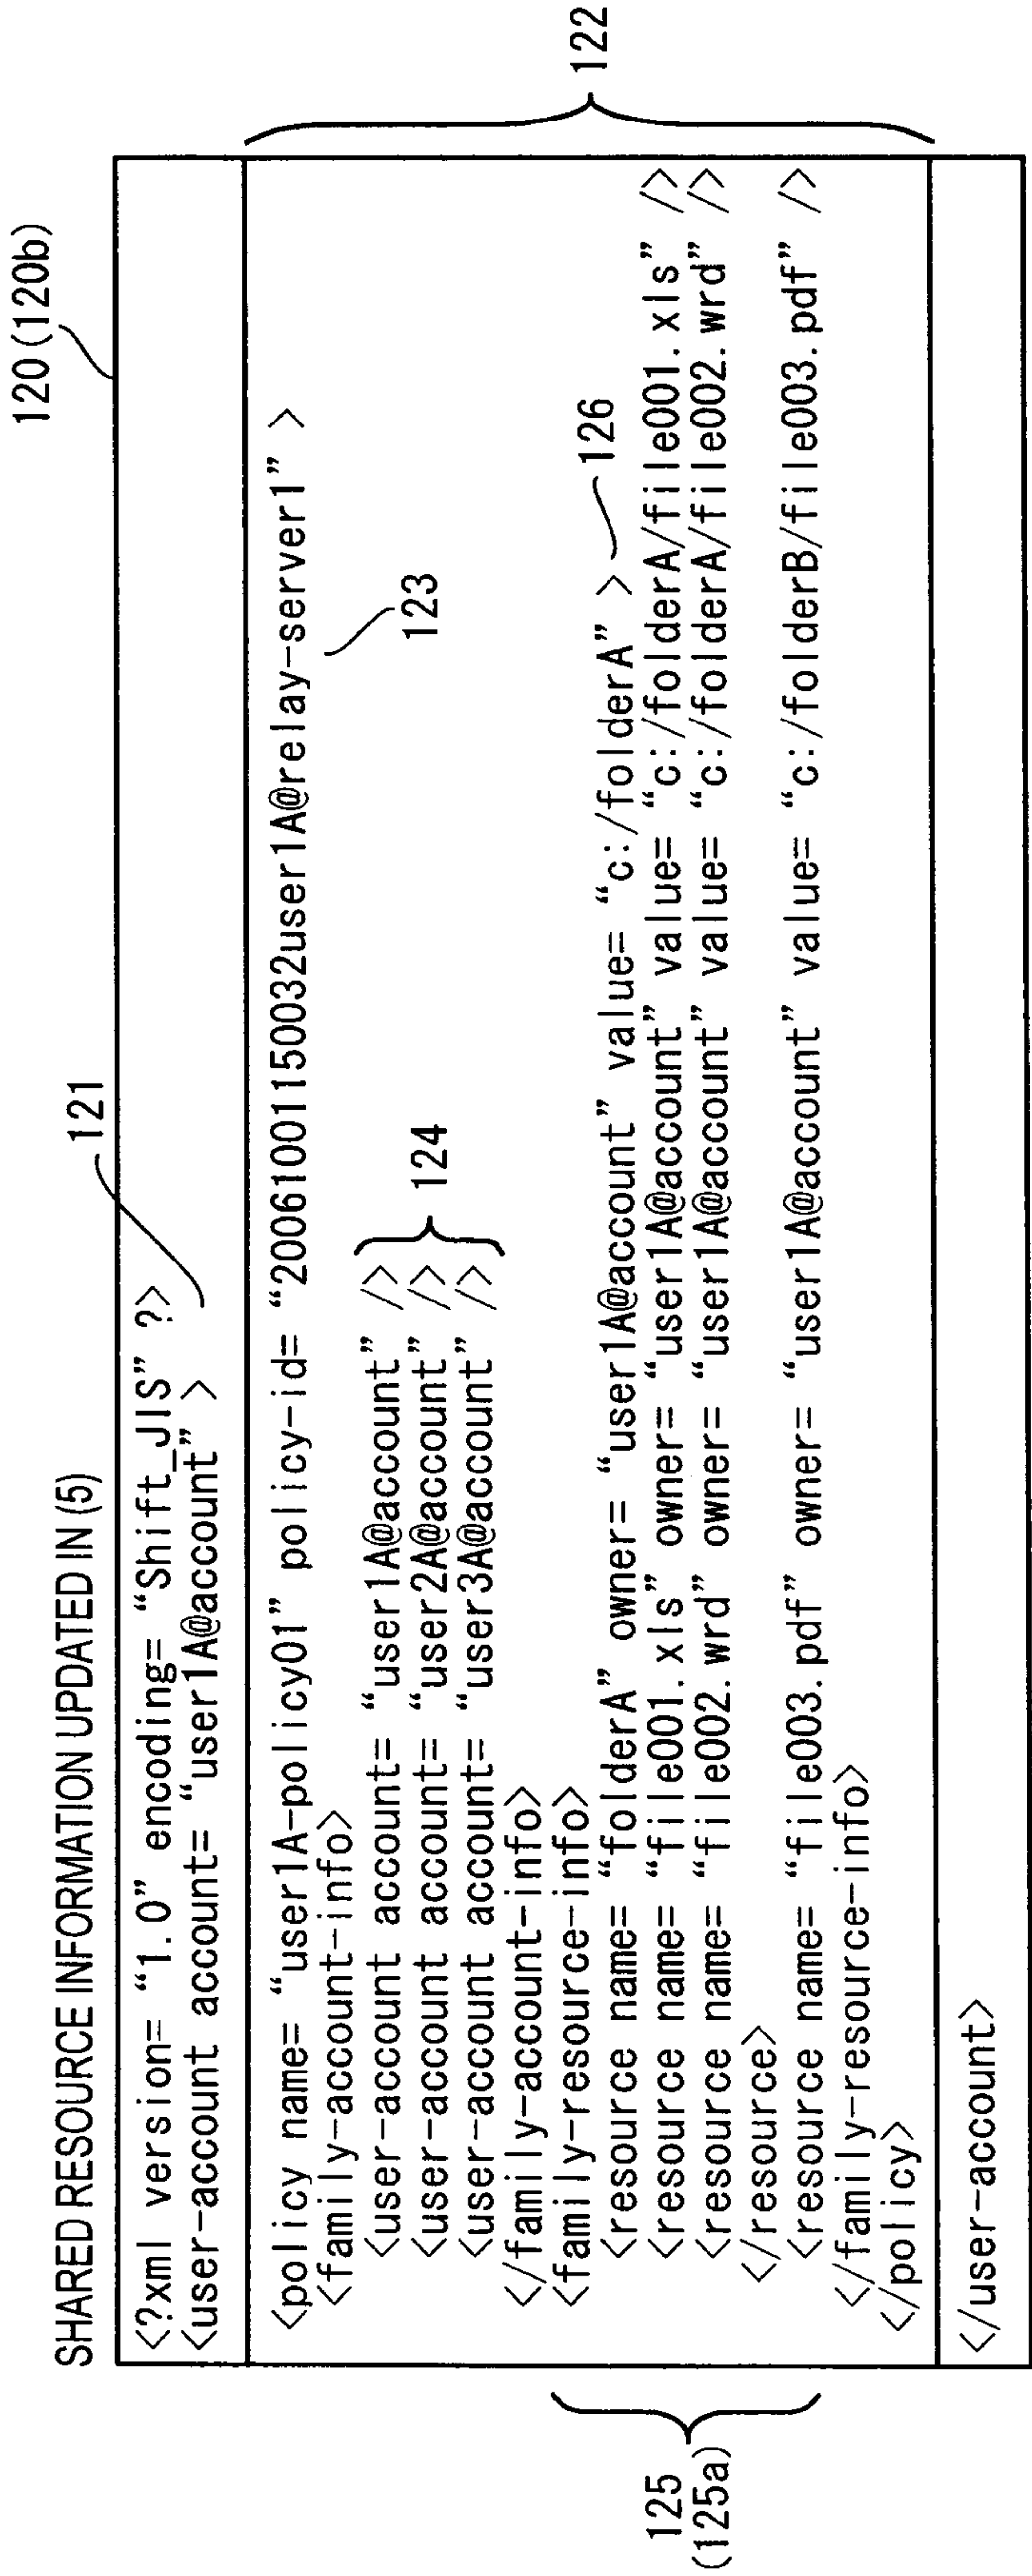 SHARED RESOURCE INFORMATION UPDATED IN (5)
120(120b)
121
<?xml version= “1.0” encoding= “Shift_JIS” ?>
<user-account account= “user1A@account” >
<policy name= “user1A-policy01” policy-id= “20061001150032user1A@relay-server1” >
123
<family-account-info>
<user-account account= “user1A@account” />
<user-account account= “user2A@account” />
<user-account account= “user3A@account” />
124
</family-account-info>
<family-resource-info>
<resource name= “folderA” owner= “user1A@account” value= “c:/folderA” >
126
<resource name= “file001.xls” owner= “user1A@account” value= “c:/folderA/file001.xls” />
<resource name= “file002.wrd” owner= “user1A@account” value= “c:/folderA/file002.wrd” />
</resource>
<resource name= “file003.pdf” owner= “user1A@account” value= “c:/folderB/file003.pdf” />
</family-resource-info>
</policy>
122
125
(125a)
</user-account>